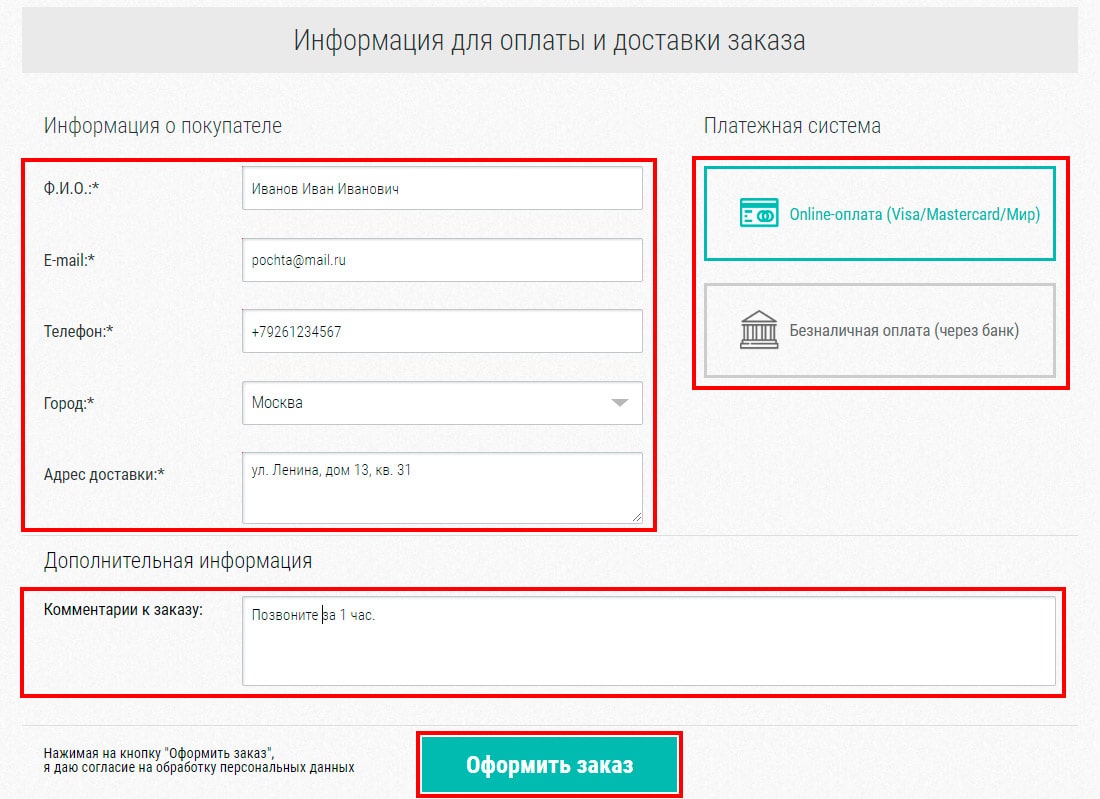 Информация для оплаты и доставки заказа
Информация о покупателе
Ф.И.О.:*
Иванов Иван Иванович
E-mail:*
pochta@mail.ru
Телефон:*
+79261234567
Город:*
Москва
Адрес доставки:*
ул. Ленина, дом 13, кв. 31
Платежная система
Online-оплата (Visa/Mastercard/Мир)
Безналичная оплата (через банк)
Дополнительная информация
Комментарии к заказу:
Позвоните за 1 час.
Нажимая на кнопку "Оформить заказ",
я даю согласие на обработку персональных данных
Оформить заказ